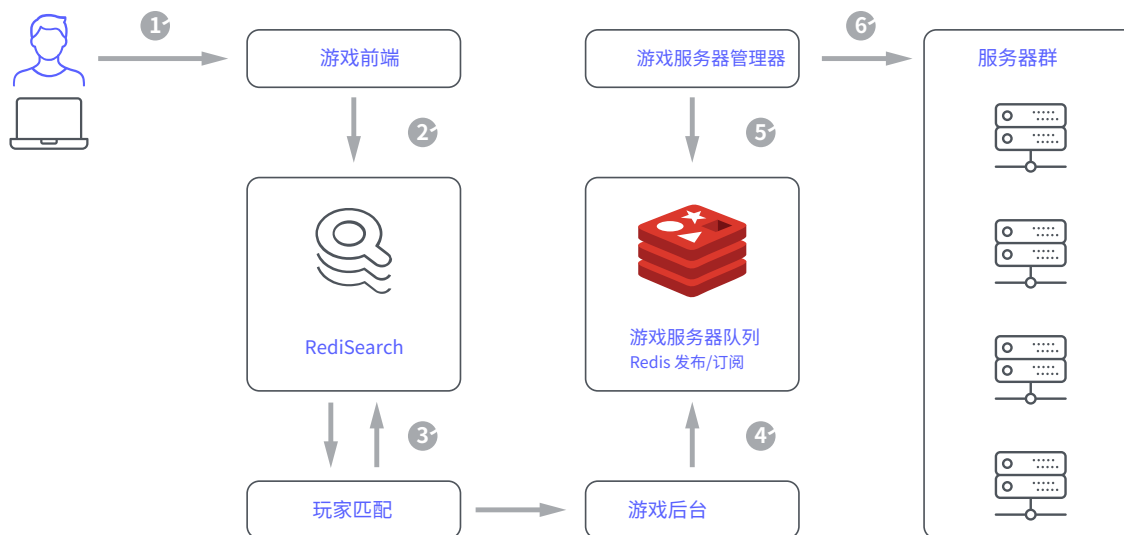 1
游戏前端
2
RediSearch
3
玩家匹配
游戏后台
4
游戏服务器队列
Redis 发布/订阅
5
游戏服务器管理器
6
服务器群